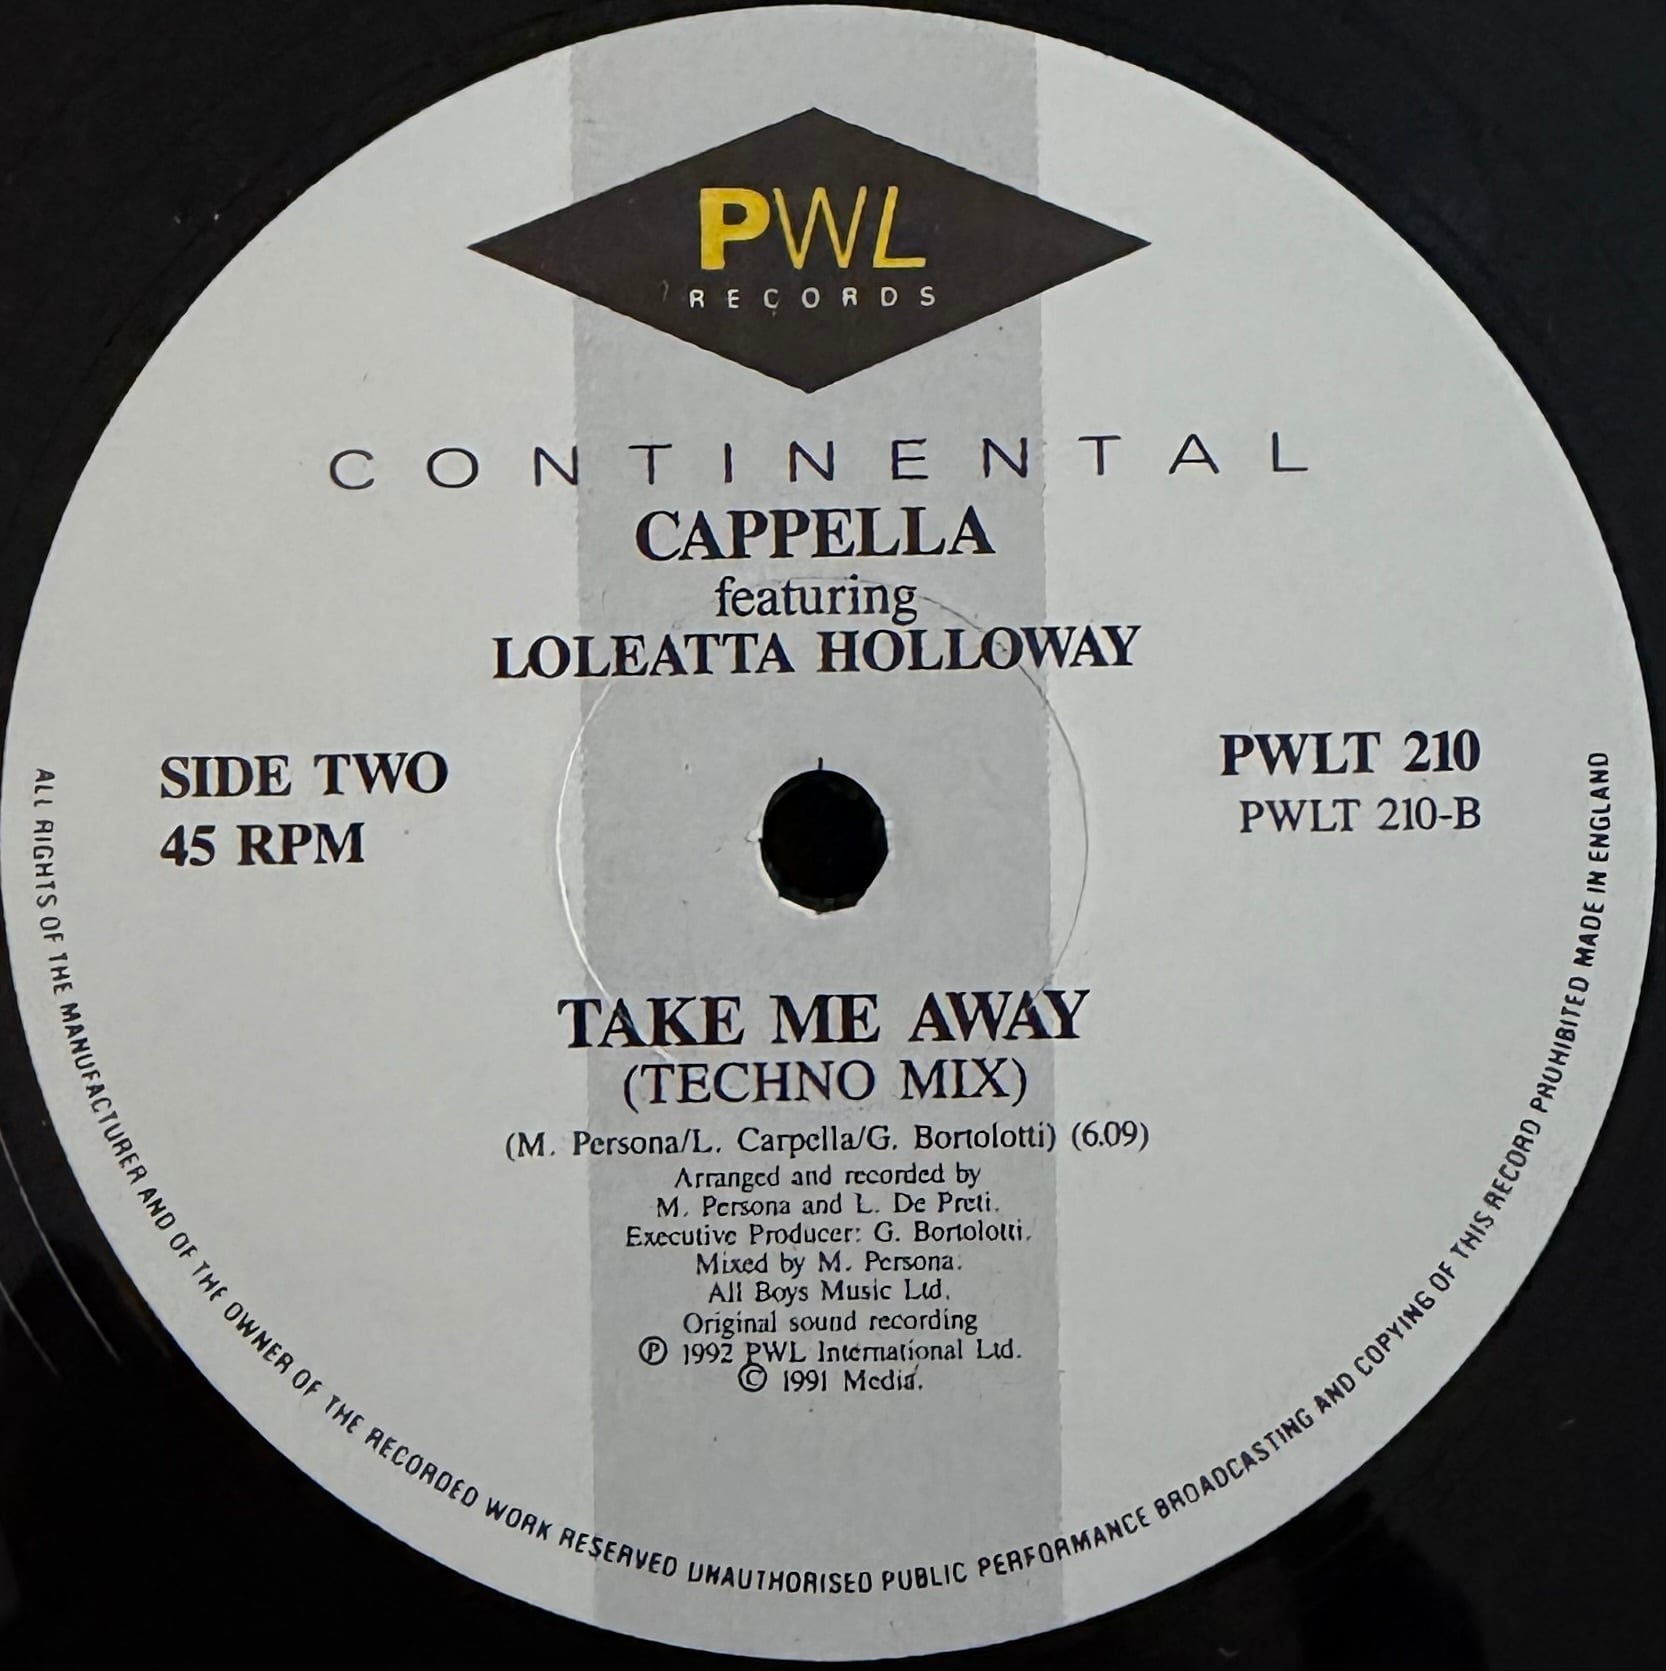 PWL
RECORDS
CONTINENTAL
CAPPELLA
featuring
LOLEATTA HOLLOWAY
SIDE TWO
45 RPM
PWLT 210
PWLT 210-B
TAKE ME AWAY
(TECHNO MIX)
(M. Persona/L. Carpella/G. Bortolotti) (6.09)
Arranged and recorded by
M. Persona and L. De Preti.
Executive Producer: G. Bortolotti.
Mixed by M. Persona.
All Boys Music Ltd.
Original sound recording
℗ 1992 PWL International Ltd.
© 1991 Media.
ALL RIGHTS OF THE MANUFACTURER AND OF THE OWNER OF THE RECORDED WORK RESERVED UNAUTHORISED PUBLIC PERFORMANCE BROADCASTING AND COPYING OF THIS RECORD PROHIBITED MADE IN ENGLAND